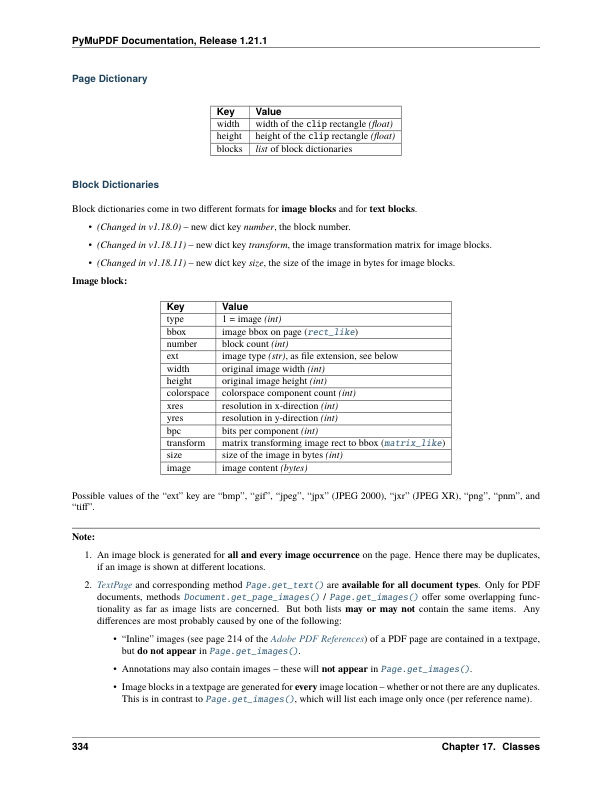 PyMuPDF Documentation, Release 1.21.1
Page Dictionary
Key Value
width width of the clip rectangle (float)
height height of the clip rectangle (float)
blocks list of block dictionaries
Block Dictionaries
Block dictionaries come in two different formats for image blocks and for text blocks.
• (Changed in v1.18.0) – new dict key number, the block number.
• (Changed in v1.18.11) – new dict key transform, the image transformation matrix for image blocks.
• (Changed in v1.18.11) – new dict key size, the size of the image in bytes for image blocks.
Image block:
Key Value
type 1 = image (int)
bbox image bbox on page (rect_like)
number block count (int)
ext image type (str), as file extension, see below
width original image width (int)
height original image height (int)
colorspace colorspace component count (int)
xres resolution in x-direction (int)
yres resolution in y-direction (int)
bpc bits per component (int)
transform matrix transforming image rect to bbox (matrix_like)
size size of the image in bytes (int)
image image content (bytes)
Possible values of the “ext” key are “bmp”, “gif”, “jpeg”, “jpx” (JPEG 2000), “jxr” (JPEG XR), “png”, “pnm”, and
“tiff”.
Note:
1. An image block is generated for all and every image occurrence on the page. Hence there may be duplicates,
if an image is shown at different locations.
2. TextPage and corresponding method Page.get_text() are available for all document types. Only for PDF
documents, methods Document.get_page_images() / Page.get_images() offer some overlapping func-
tionality as far as image lists are concerned. But both lists may or may not contain the same items. Any
differences are most probably caused by one of the following:
• “Inline” images (see page 214 of the Adobe PDF References) of a PDF page are contained in a textpage,
but do not appear in Page.get_images().
• Annotations may also contain images – these will not appear in Page.get_images().
• Image blocks in a textpage are generated for every image location – whether or not there are any duplicates.
This is in contrast to Page.get_images(), which will list each image only once (per reference name).
334 Chapter 17. Classes